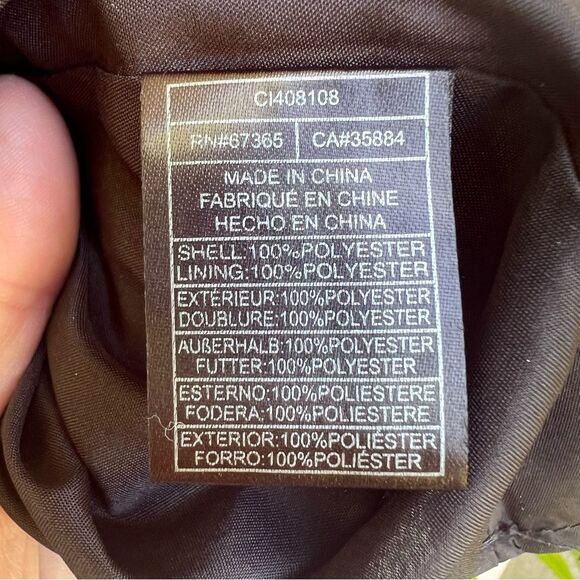 CI408108
RN#67365 CA#35884
MADE IN CHINA
FABRIQUÉ EN CHINE
HECHO EN CHINA
SHELL:100%POLYESTER
LINING:100%POLYESTER
EXTÉRIEUR:100%POLYESTER
DOUBLURE:100%POLYESTER
AUßERHALB:100%POLYESTER
FUTTER:100%POLYESTER
ESTERNO:100%POLIESTERE
FODERA:100%POLIESTERE
EXTERIOR:100%POLIÉSTER
FORRO:100%POLIÉSTER